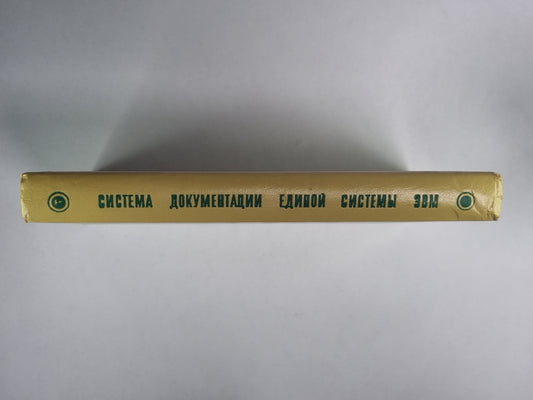 СИСТЕМА ДОКУМЕНТАЦИИ ЕДИНОЙ СИСТЕМЫ ЭВМ